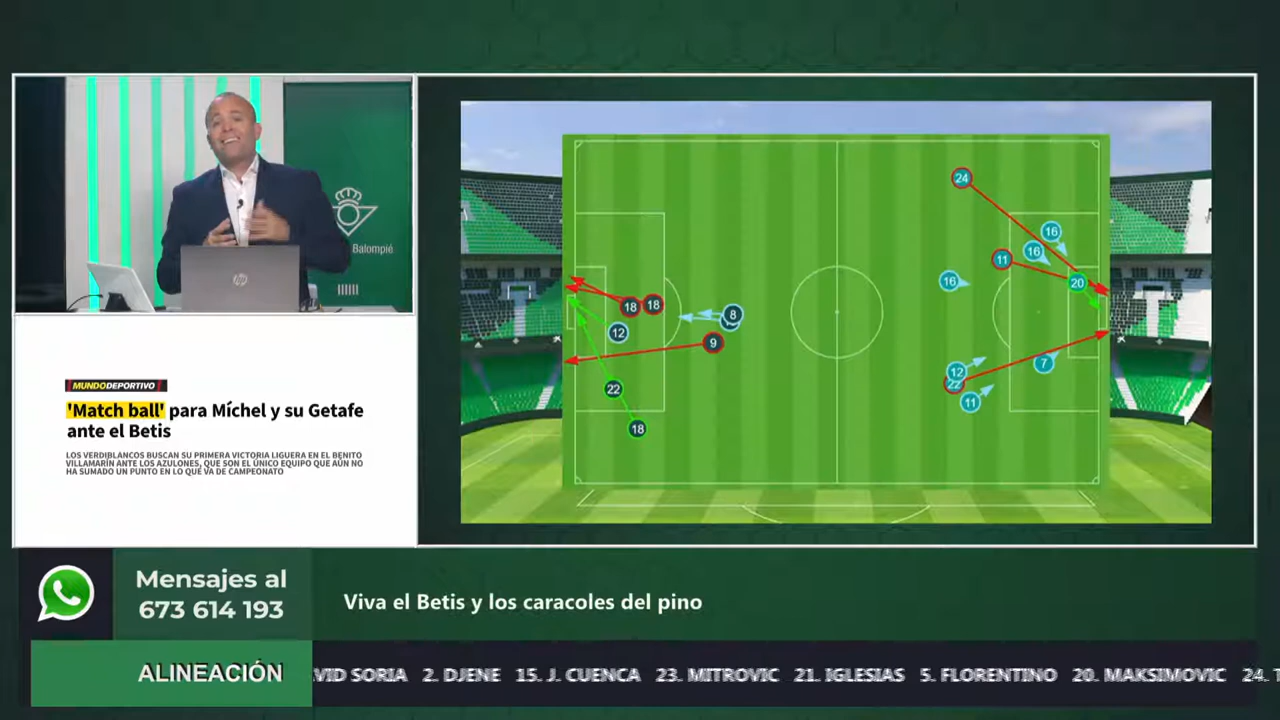 Balompié
hp
MUNDODEPORTIVO
'Match ball' para Míchel y su Getafe
ante el Betis
LOS VERDIBLANCOS BUSCAN SU PRIMERA VICTORIA LIGUERA EN EL BENITO
VILLAMARÍN ANTE LOS AZULONES, QUE SON EL ÚNICO EQUIPO QUE AÚN NO
HA SUMADO UN PUNTO EN LO QUE VA DE CAMPEONATO
24
16
16
11
16
20
18
18
8
12
9
7
12
22
22
11
18
Mensajes al
673 614 193
Viva el Betis y los caracoles del pino
ALINEACIÓN
VID SORIA 2. DJENE 15. J. CUENCA 23. MITROVIC 21. IGLESIAS 5. FLORENTINO 20. MAKSIMOVIC 24. T